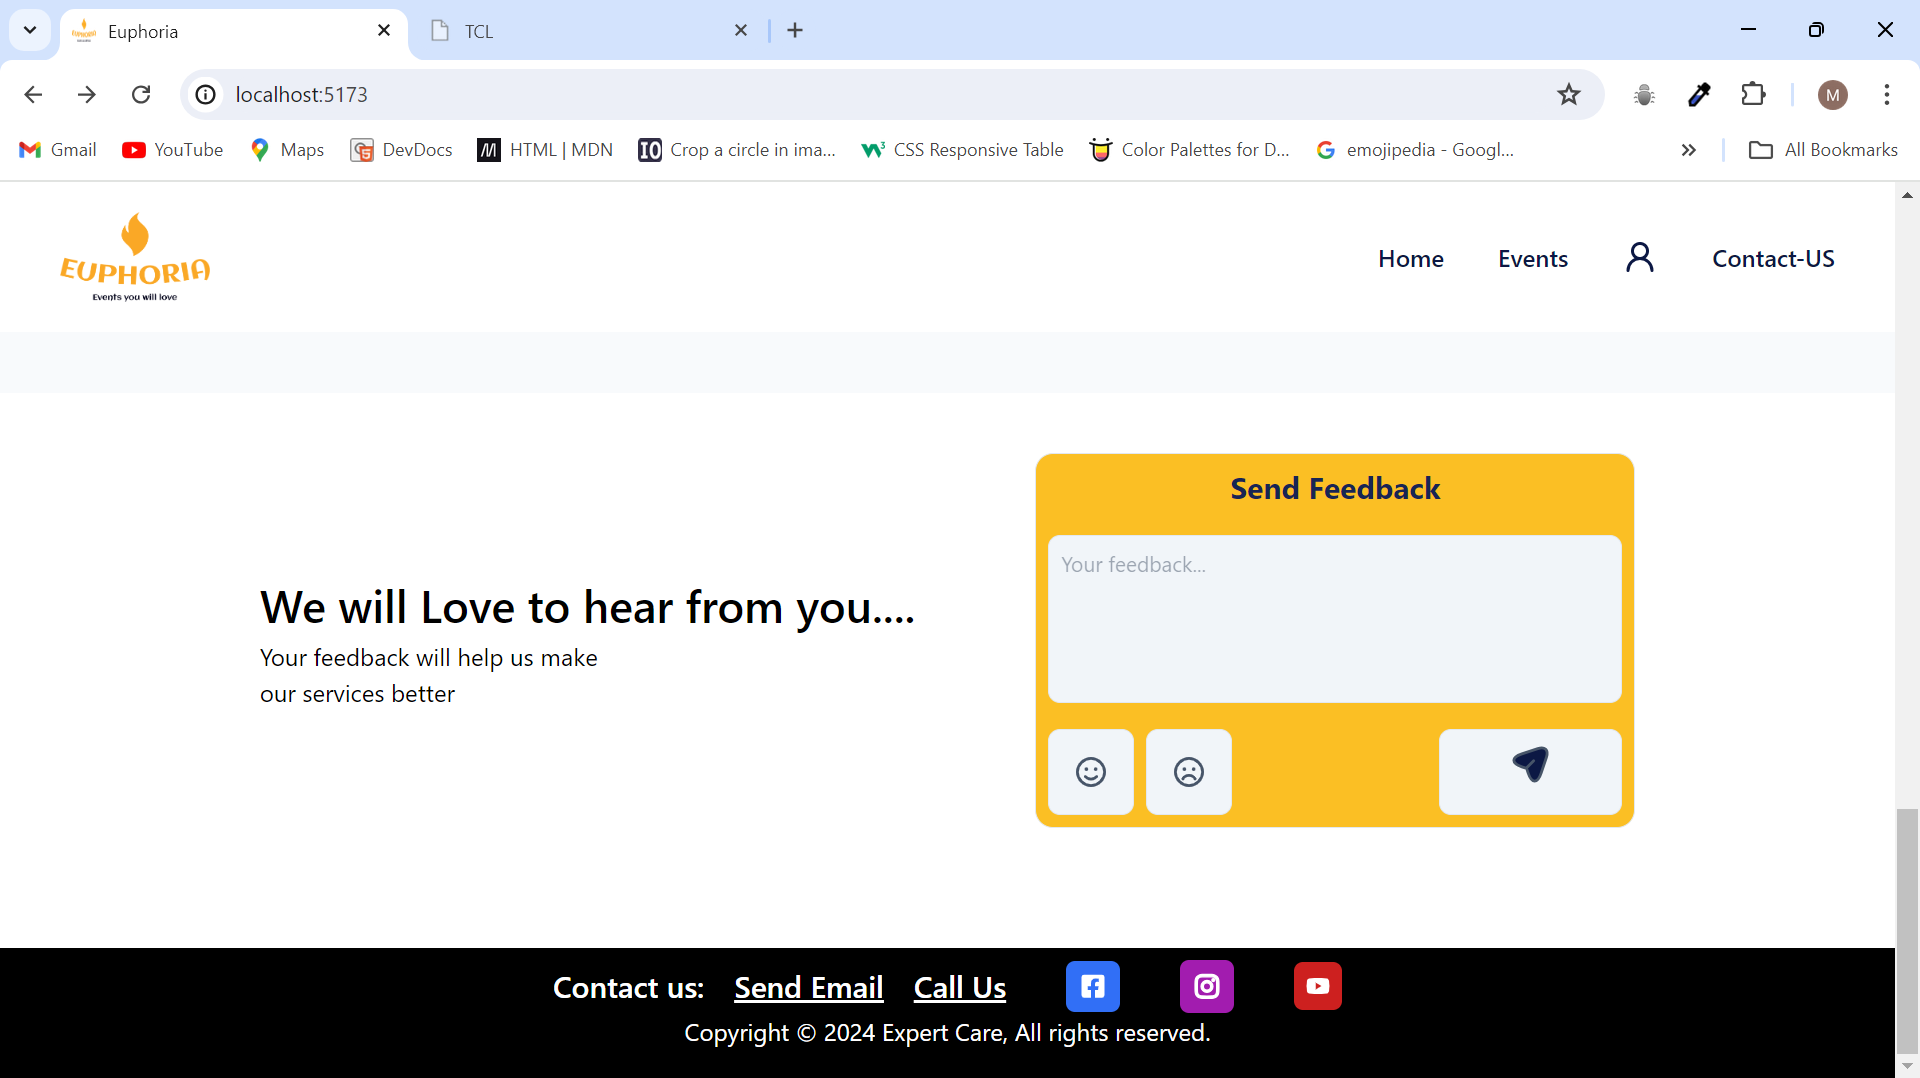 Euphoria
TCL
localhost:5173
M
Gmail
YouTube
Maps
DevDocs
HTML | MDN
Crop a circle in ima...
CSS Responsive Table
Color Palettes for D...
emojipedia - Googl...
All Bookmarks
EUPHORIA
Events you will love
Home
Events
Contact-US
Send Feedback
Your feedback...
We will Love to hear from you....
Your feedback will help us make
our services better
Contact us: Send Email Call Us
Copyright © 2024 Expert Care, All rights reserved.